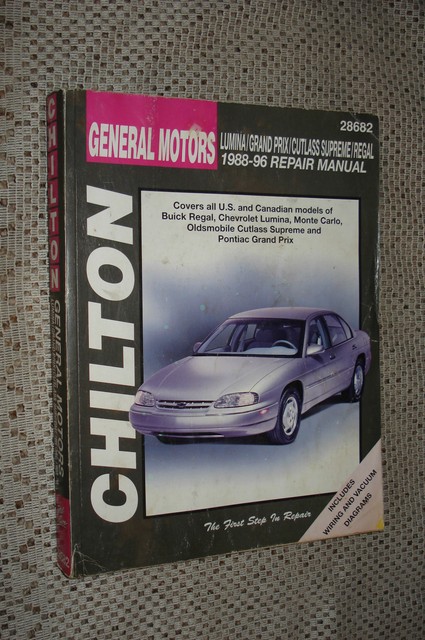 28682
GENERAL MOTORS
LUMINA/GRAND PRIX/CUTLASS SUPREME/REGAL
1988-96 REPAIR MANUAL
Covers all U.S. and Canadian models of
Buick Regal, Chevrolet Lumina, Monte Carlo,
Oldsmobile Cutlass Supreme and
Pontiac Grand Prix
CHILTON
The First Step In Repair
INCLUDES
WIRING AND VACUUM
DIAGRAMS
CHILTON
GENERAL MOTORS